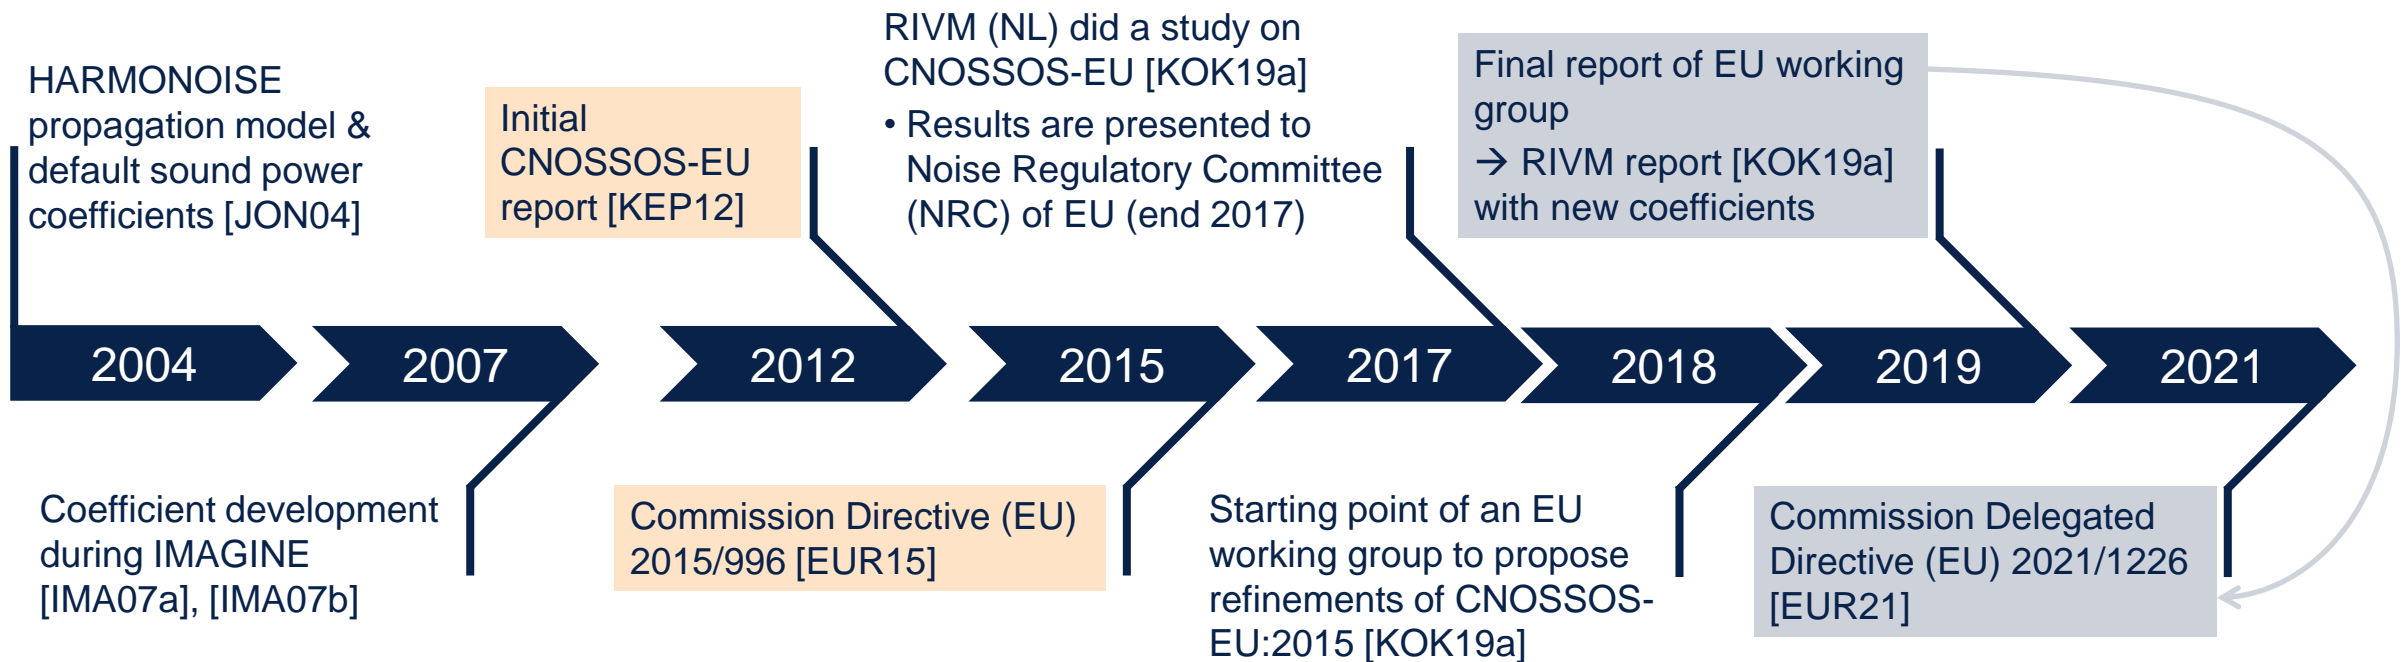 HARMONOISE
propagation model &
default sound power
coefficients [JON04]
Initial
CNOSSOS-EU
report [KEP12]
RIVM (NL) did a study on
CNOSSOS-EU [KOK19a]
• Results are presented to
Noise Regulatory Committee
(NRC) of EU (end 2017)
Final report of EU working
group
→ RIVM report [KOK19a]
with new coefficients
2004
2007
2012
2015
2017
2018
2019
2021
Coefficient development
during IMAGINE
[IMA07a], [IMA07b]
Commission Directive (EU)
2015/996 [EUR15]
Starting point of an EU
working group to propose
refinements of CNOSSOS-
EU:2015 [KOK19a]
Commission Delegated
Directive (EU) 2021/1226
[EUR21]